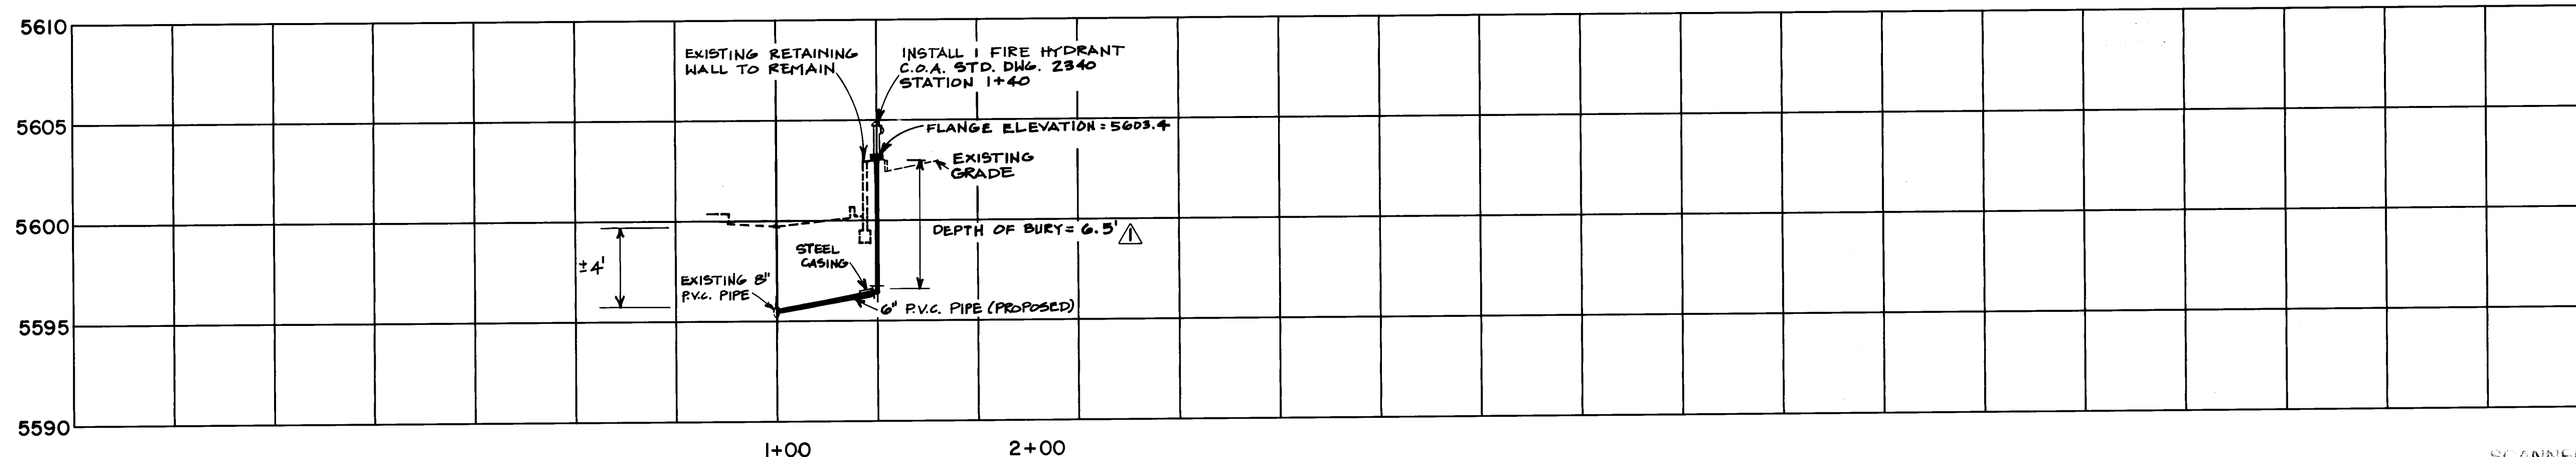 5610
EXISTING RETAINING
WALL TO REMAIN
INSTALL 1 FIRE HYDRANT
C.O.A. STD. DWG. 2340
STATION 1+40
5605
FLANGE ELEVATION = 5603.4
EXISTING
GRADE
5600
DEPTH OF BURY = 6.5' 1
STEEL
CASING
±4'
EXISTING 8"
P.V.C. PIPE
6" P.V.C. PIPE (PROPOSED)
5595
5590
1+00
2+00